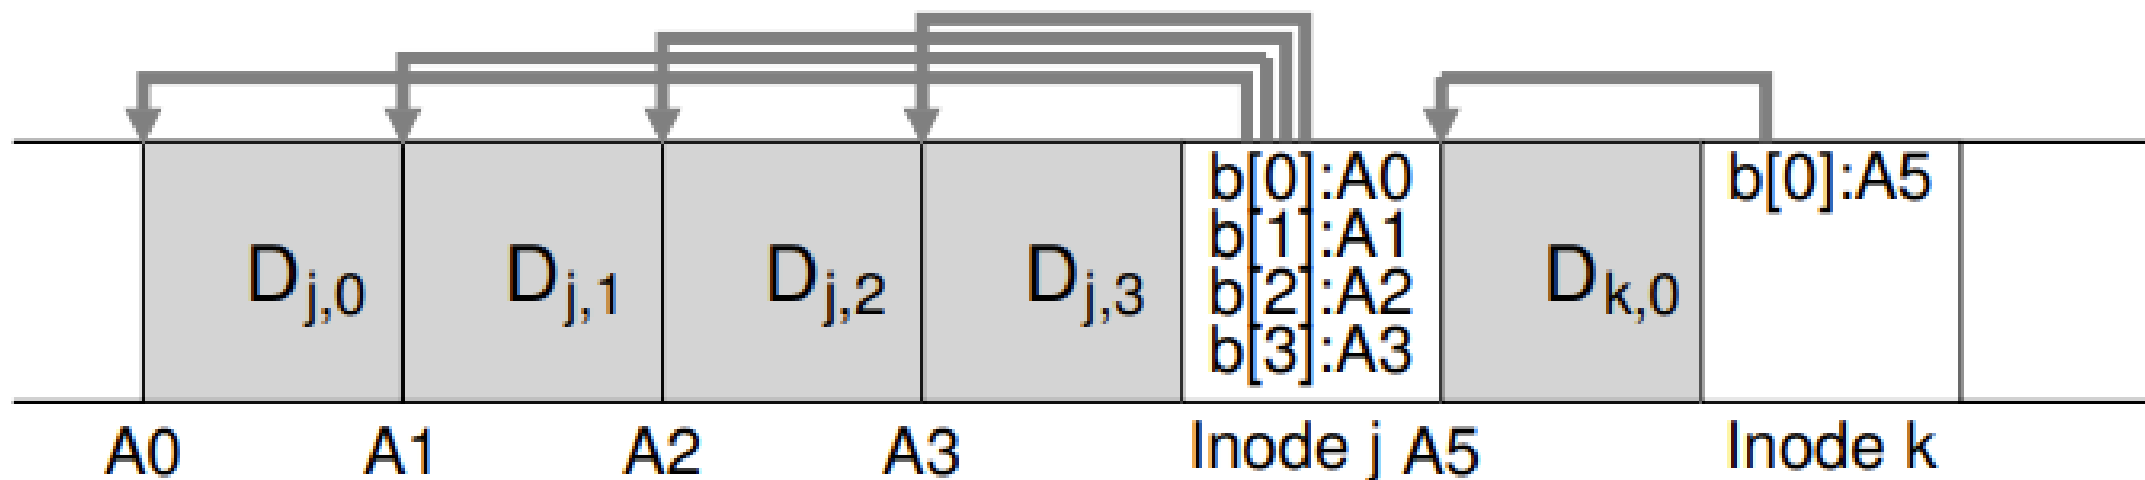 b[0]:A0
b[1]:A1
b[2]:A2
b[3]:A3
b[0]:A5
Dj,0
Dj,1
Dj,2
Dj,3
Dk,0
A0
A1
A2
A3
Inode j
A5
Inode k